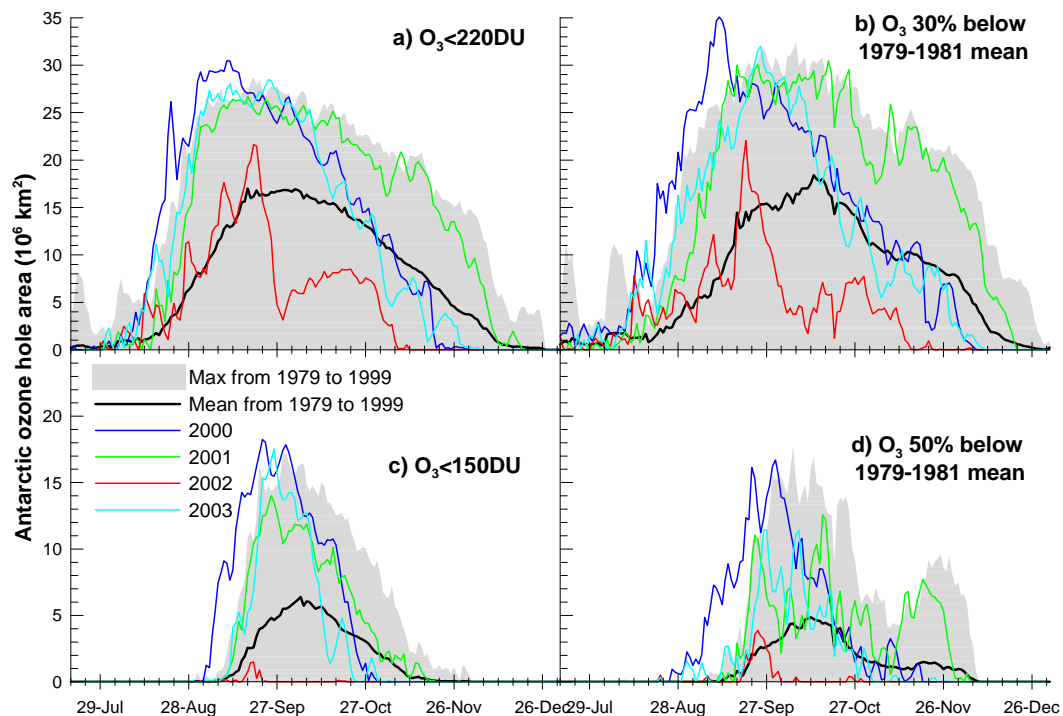 Antarctic ozone hole area (10⁶ km²)
35
30
25
20
15
10
5
0
a) O₃<220DU
b) O₃ 30% below
1979-1981 mean
20
15
10
5
0
Max from 1979 to 1999
Mean from 1979 to 1999
2000
2001
2002
2003
c) O₃<150DU
d) O₃ 50% below
1979-1981 mean
29-Jul 28-Aug 27-Sep 27-Oct 26-Nov 26-Dec 29-Jul 28-Aug 27-Sep 27-Oct 26-Nov 26-Dec